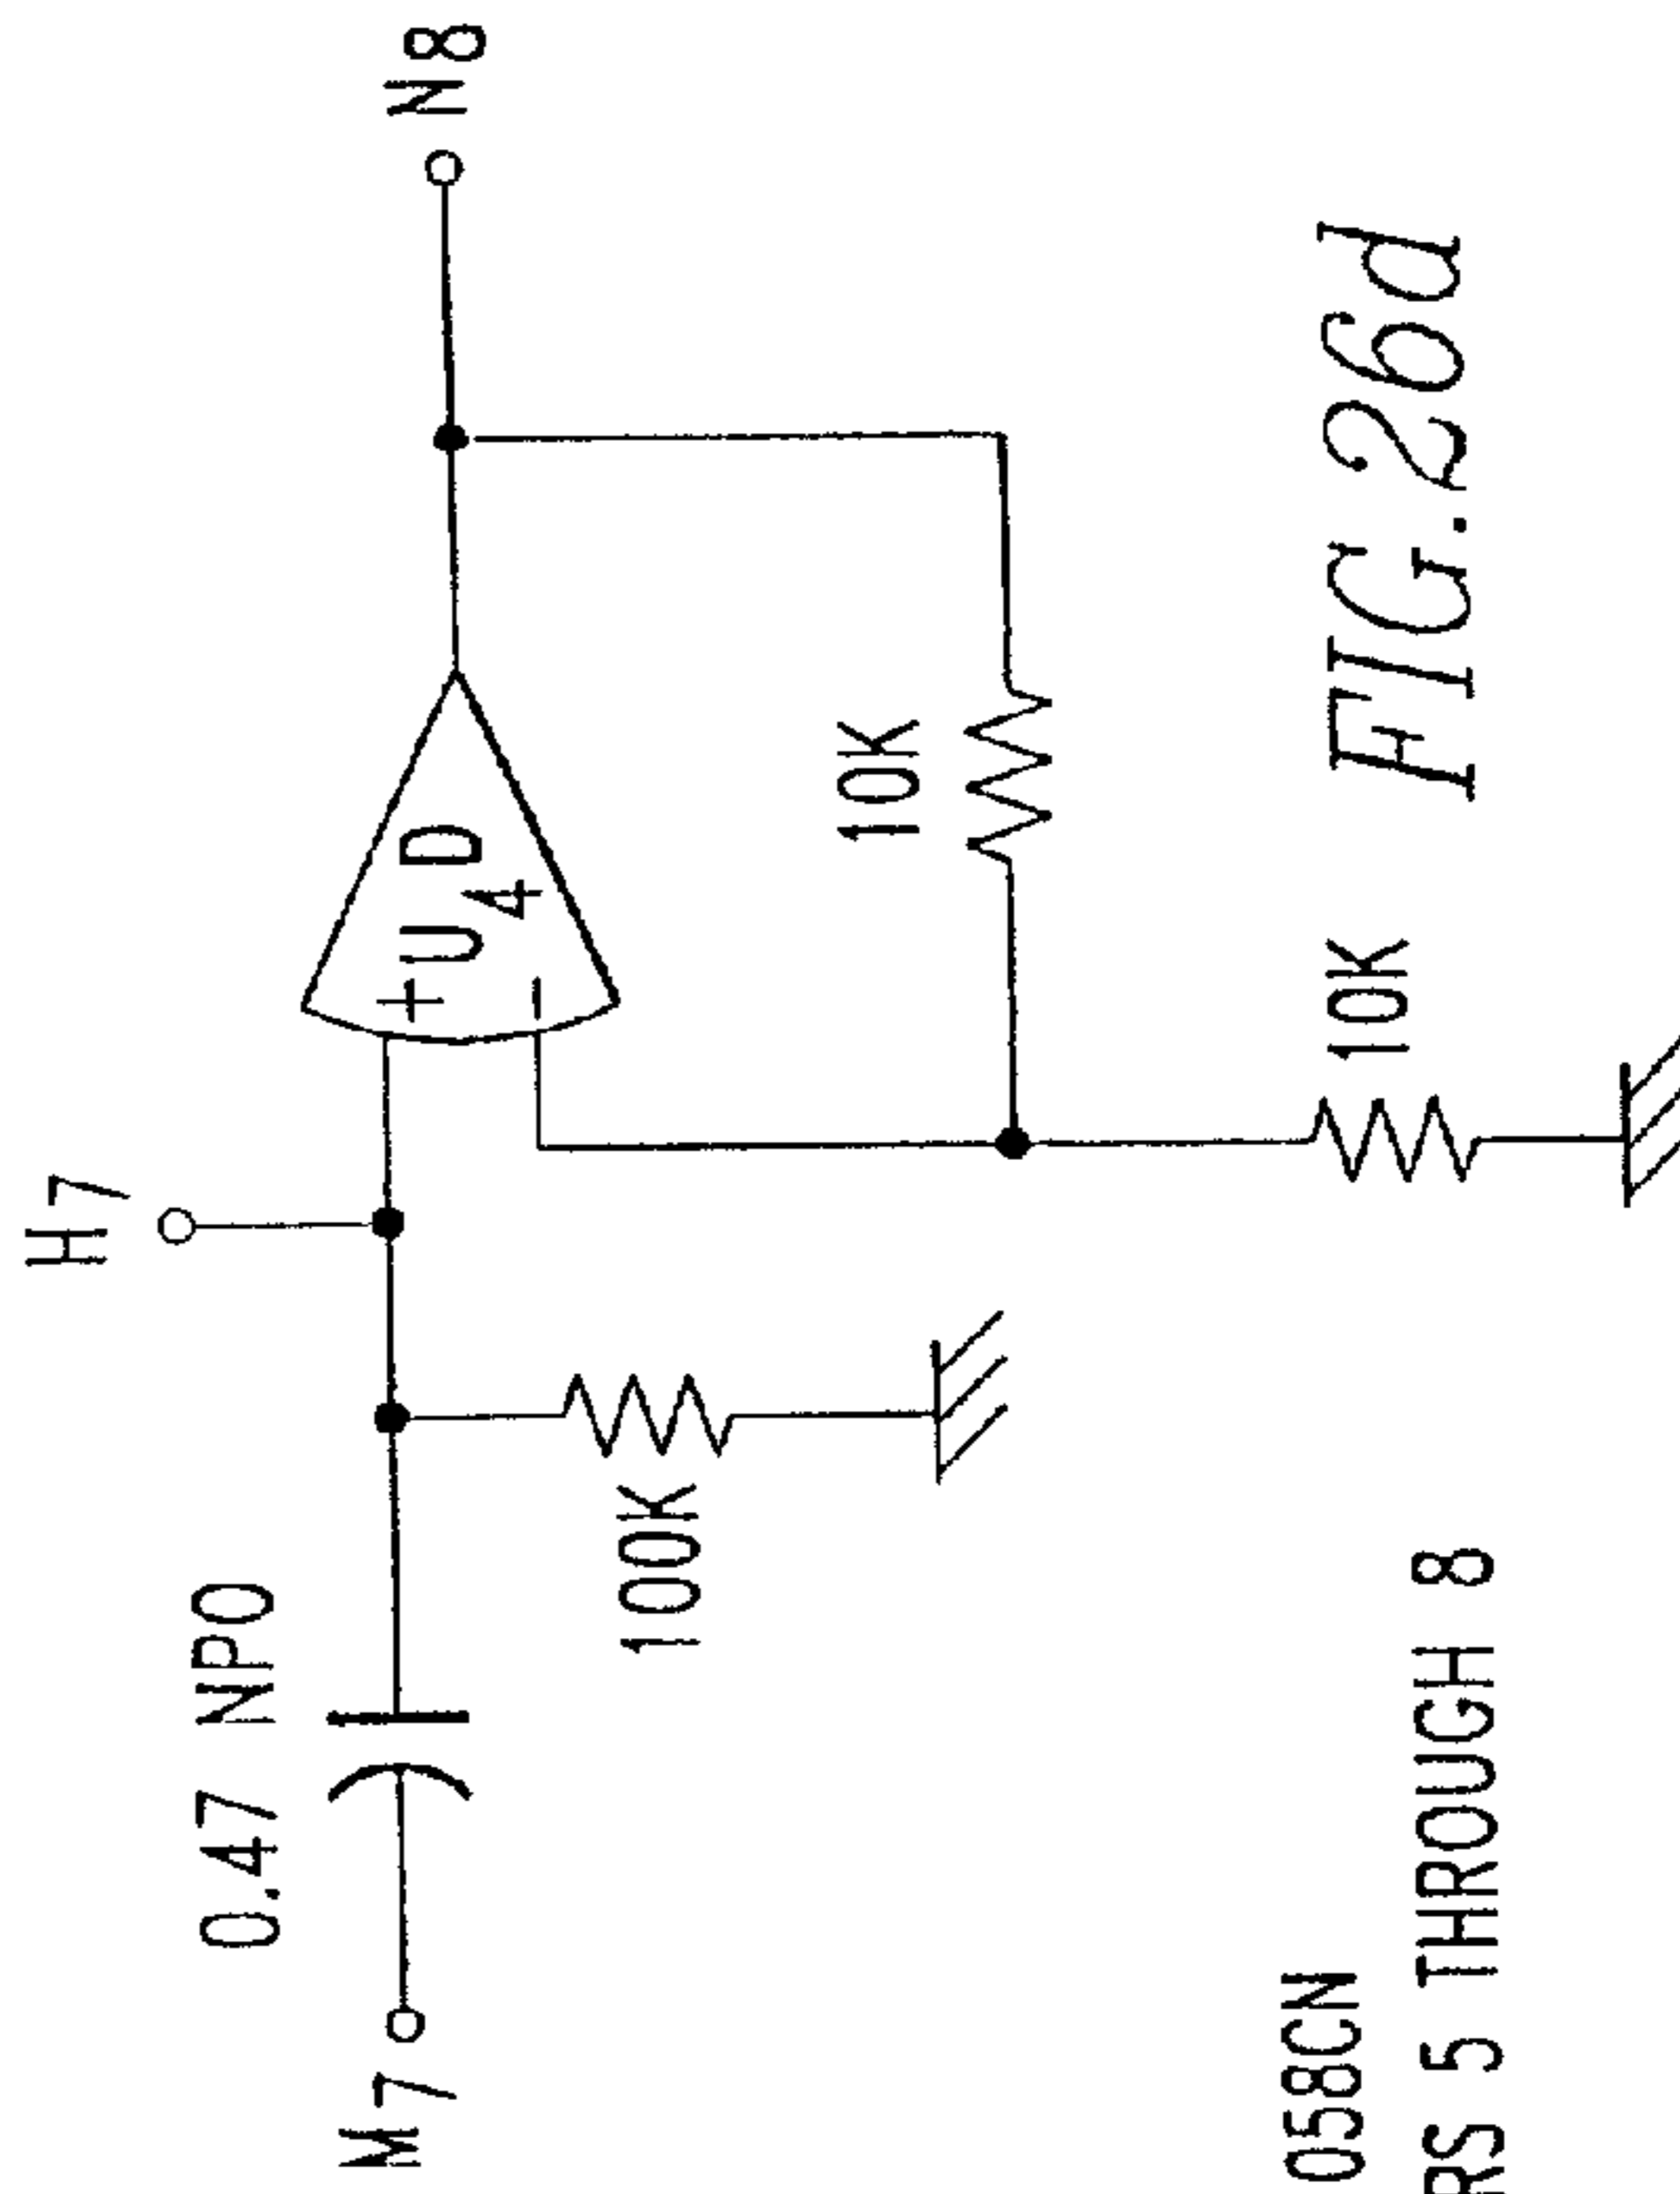 H7
N8
0.47 NPO
M7
+U4D
-
100K
10K
10K
058CN
RS 5 THROUGH 8
FIG.26d